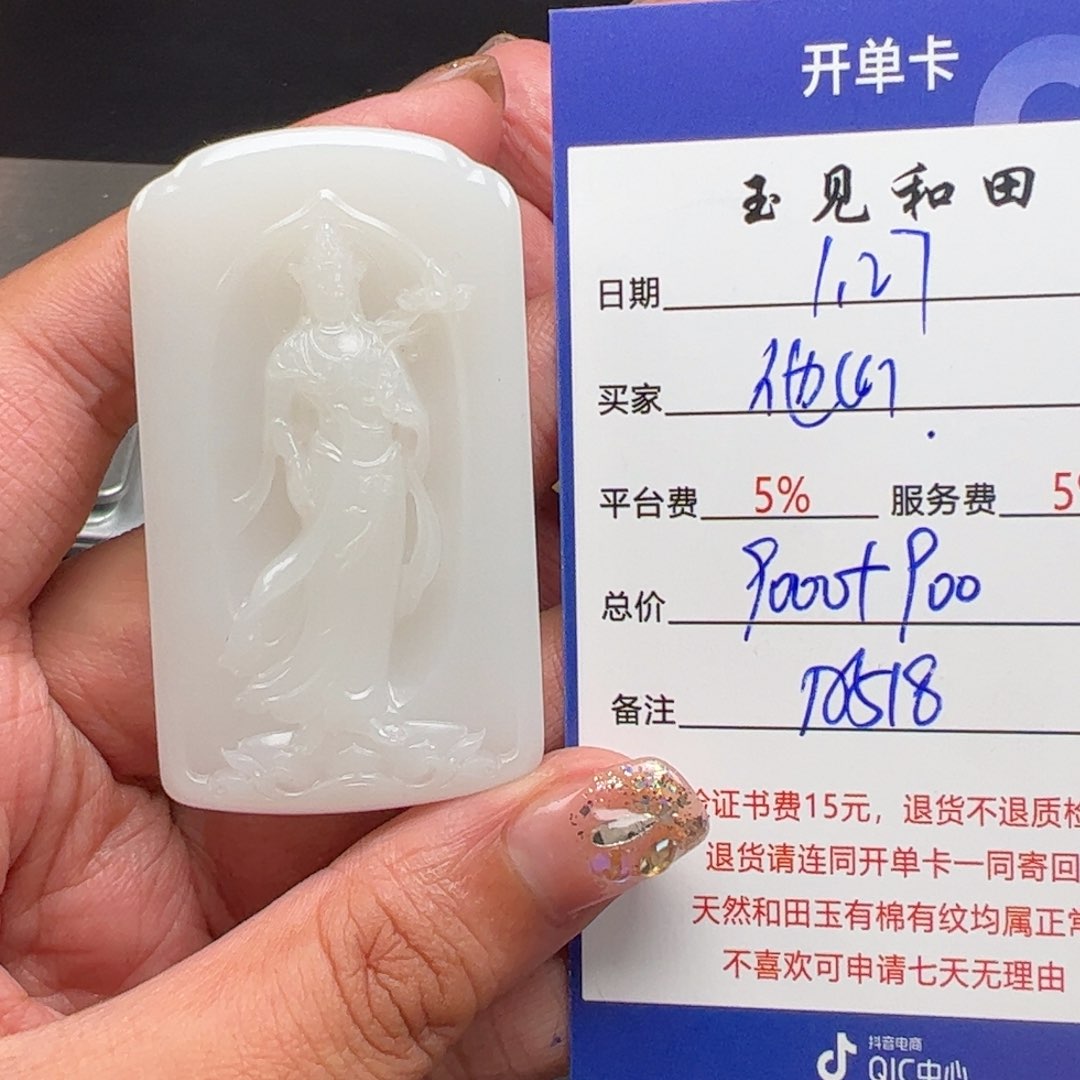 开单卡
玉见和田
日期 1.27
买家
平台费 5% 服务费 5%
总价 9000+900
备注 518
证书费15元，退货不退质检
退货请连同开单卡一同寄回
天然和田玉有棉有纹均属正常
不喜欢可申请七天无理由
抖音电商
QIC中心